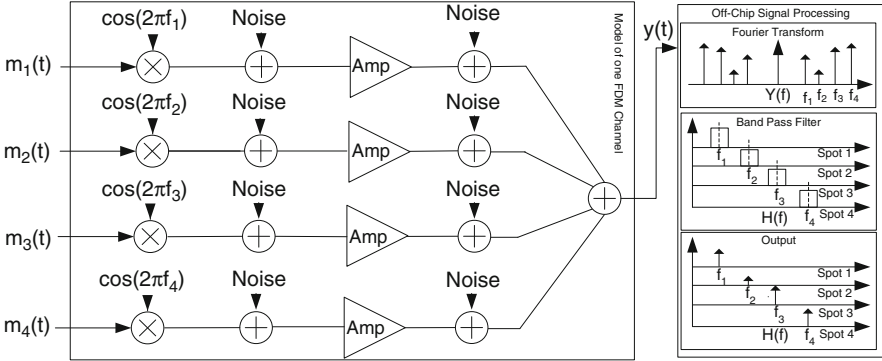 cos(2πf1)
Noise
Noise
m1(t)
Amp
cos(2πf2)
Noise
Noise
m2(t)
Amp
cos(2πf3)
Noise
Noise
m3(t)
Amp
cos(2πf4)
Noise
Noise
m4(t)
Amp
Model of one FDM Channel
y(t)
Off-Chip Signal Processing
Fourier Transform
Y(f)
f1
f2
f3
f4
Band Pass Filter
f1
Spot 1
f2
Spot 2
f3
Spot 3
H(f)
f4
Spot 4
Output
f1
Spot 1
f2
Spot 2
f3
Spot 3
H(f)
f4
Spot 4